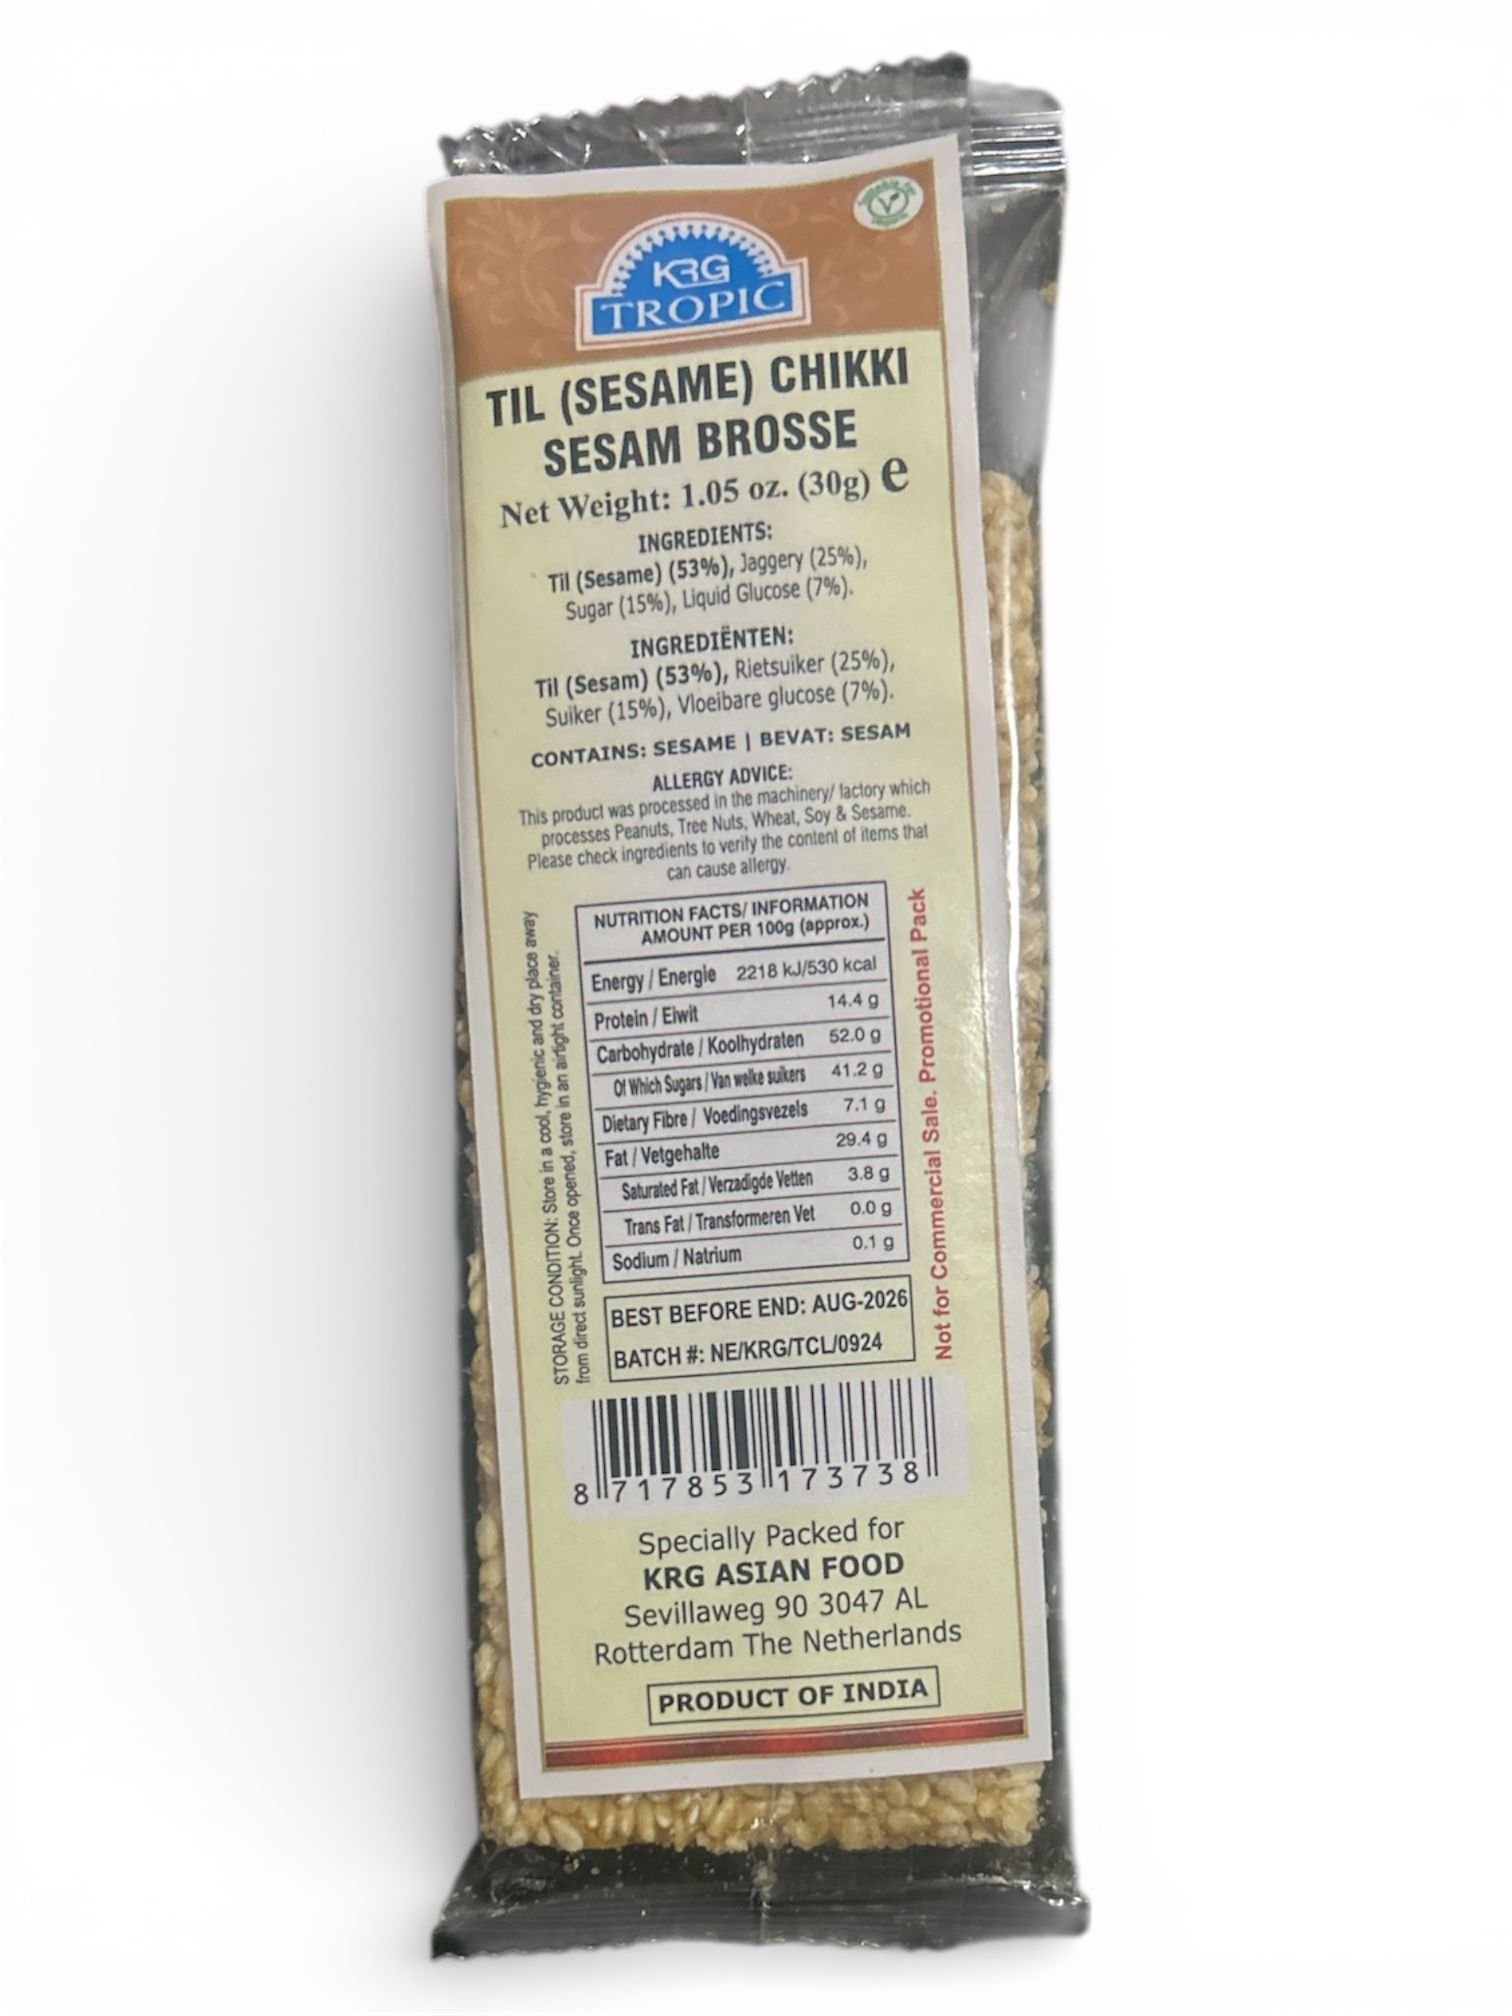 KRG
TROPIC
TIL (SESAME) CHIKKI
SESAM BROSSE
Net Weight: 1.05 oz. (30g) e
INGREDIENTS:
Til (Sesame) (53%), Jaggery (25%),
Sugar (15%), Liquid Glucose (7%).
INGREDIËNTEN:
Til (Sesam) (53%), Rietsuiker (25%),
Suiker (15%), Vloeibare glucose (7%).
CONTAINS: SESAME | BEVAT: SESAM
ALLERGY ADVICE:
This product was processed in the machinery/ factory which
processes Peanuts, Tree Nuts, Wheat, Soy & Sesame.
Please check ingredients to verify the content of items that
can cause allergy.
STORAGE CONDITION: Store in a cool, hygienic and dry place away
from direct sunlight. Once opened, store in an airtight container.
NUTRITION FACTS/ INFORMATION
AMOUNT PER 100g (approx.)
Energy / Energie 2218 kJ/530 kcal
Protein / Eiwit 14.4 g
Carbohydrate / Koolhydraten 52.0 g
Of Which Sugars / Van welke suikers 41.2 g
Dietary Fibre / Voedingsvezels 7.1 g
Fat / Vetgehalte 29.4 g
Saturated Fat / Verzadigde Vetten 3.8 g
Trans Fat / Transformeren Vet 0.0 g
Sodium / Natrium 0.1 g
Not for Commercial Sale. Promotional Pack
BEST BEFORE END: AUG-2026
BATCH #: NE/KRG/TCL/0924
8 717853 173738
Specially Packed for
KRG ASIAN FOOD
Sevillaweg 90 3047 AL
Rotterdam The Netherlands
PRODUCT OF INDIA